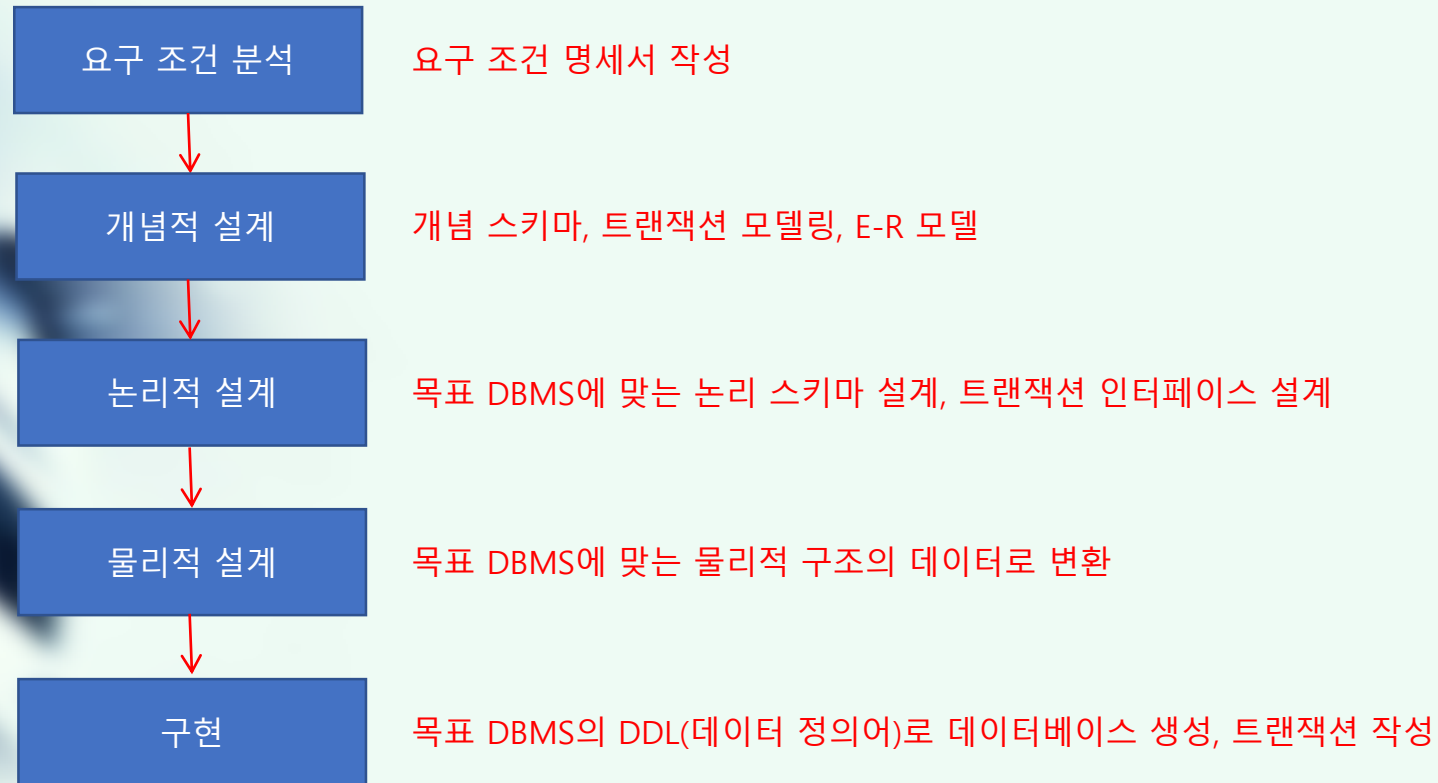 요구 조건 분석
요구 조건 명세서 작성
개념적 설계
개념 스키마, 트랜잭션 모델링, E-R 모델
논리적 설계
목표 DBMS에 맞는 논리 스키마 설계, 트랜잭션 인터페이스 설계
물리적 설계
목표 DBMS에 맞는 물리적 구조의 데이터로 변환
구현
목표 DBMS의 DDL(데이터 정의어)로 데이터베이스 생성, 트랜잭션 작성